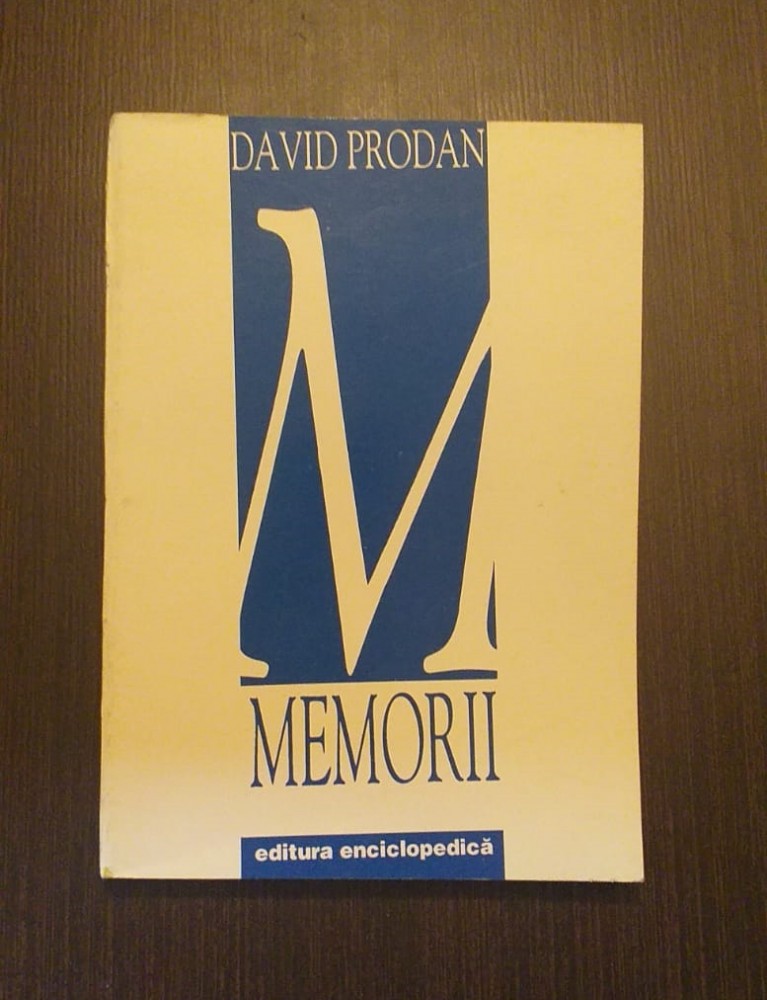 DAVID PRODAN
M
MEMORII
editura enciclopedică